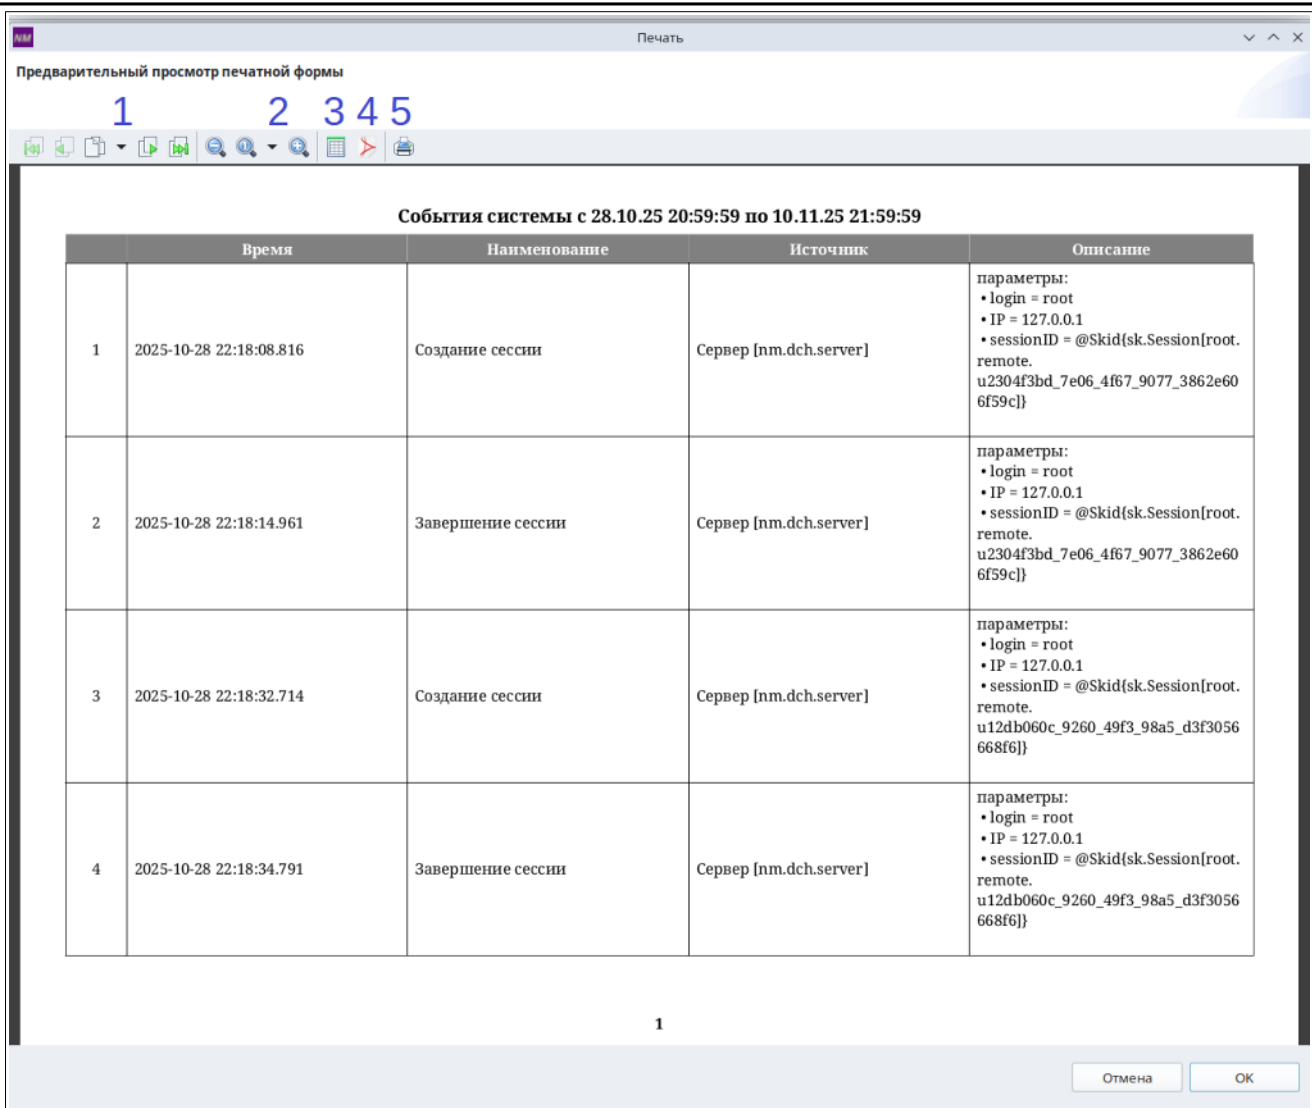 NM Печать
Предварительный просмотр печатной формы
1 2 3 4 5
События системы с 28.10.25 20:59:59 по 10.11.25 21:59:59
Время Наименование Источник Описание
1 2025-10-28 22:18:08.816 Создание сессии Сервер [nm.dch.server]
параметры:
• login = root
• IP = 127.0.0.1
• sessionID = @Skid{sk.Session[root.
remote.
u2304f3bd_7e06_4f67_9077_3862e60
6f59c]}
2 2025-10-28 22:18:14.961 Завершение сессии Сервер [nm.dch.server]
параметры:
• login = root
• IP = 127.0.0.1
• sessionID = @Skid{sk.Session[root.
remote.
u2304f3bd_7e06_4f67_9077_3862e60
6f59c]}
3 2025-10-28 22:18:32.714 Создание сессии Сервер [nm.dch.server]
параметры:
• login = root
• IP = 127.0.0.1
• sessionID = @Skid{sk.Session[root.
remote.
u12db060c_9260_49f3_98a5_d3f3056
668f6]}
4 2025-10-28 22:18:34.791 Завершение сессии Сервер [nm.dch.server]
параметры:
• login = root
• IP = 127.0.0.1
• sessionID = @Skid{sk.Session[root.
remote.
u12db060c_9260_49f3_98a5_d3f3056
668f6]}
1
Отмена OK